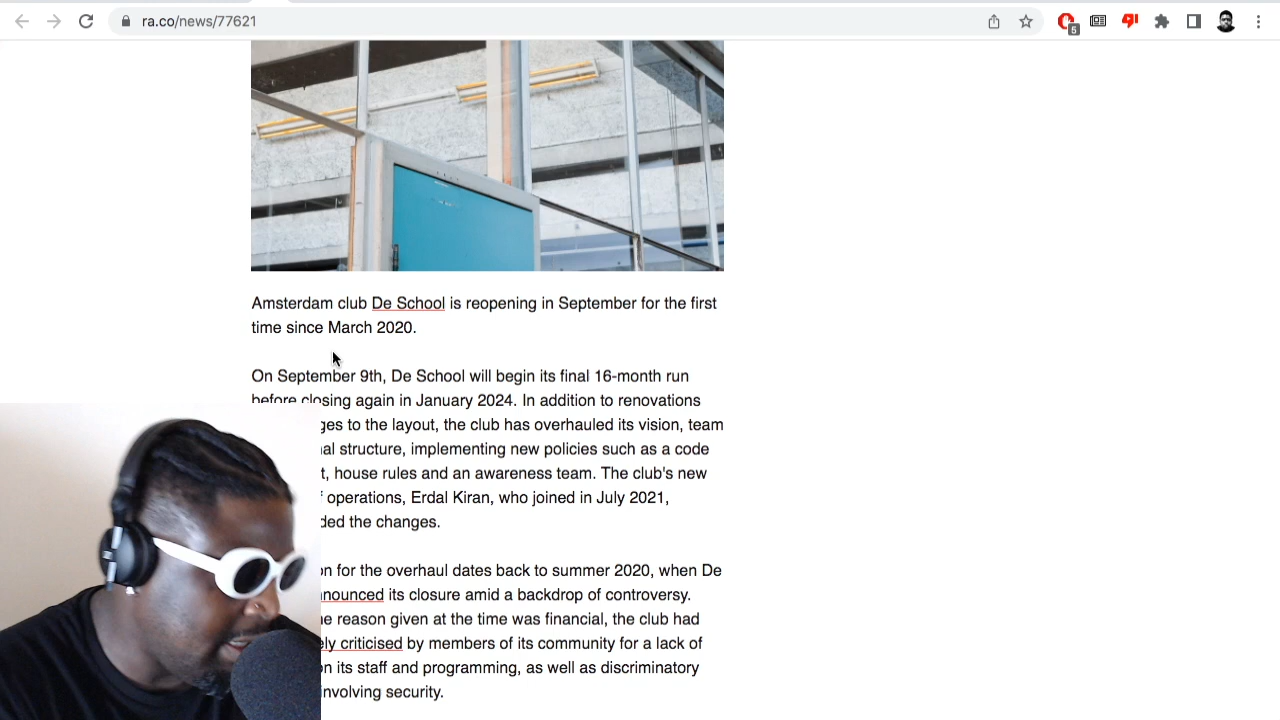 ra.co/news/77621
5
Amsterdam club De School is reopening in September for the first
time since March 2020.
On September 9th, De School will begin its final 16-month run
before closing again in January 2024. In addition to renovations
to the layout, the club has overhauled its vision, team
structure, implementing new policies such as a code
house rules and an awareness team. The club's new
operations, Erdal Kiran, who joined in July 2021,
the changes.
for the overhaul dates back to summer 2020, when De
its closure amid a backdrop of controversy.
reason given at the time was financial, the club had
criticised by members of its community for a lack of
its staff and programming, as well as discriminatory
involving security.